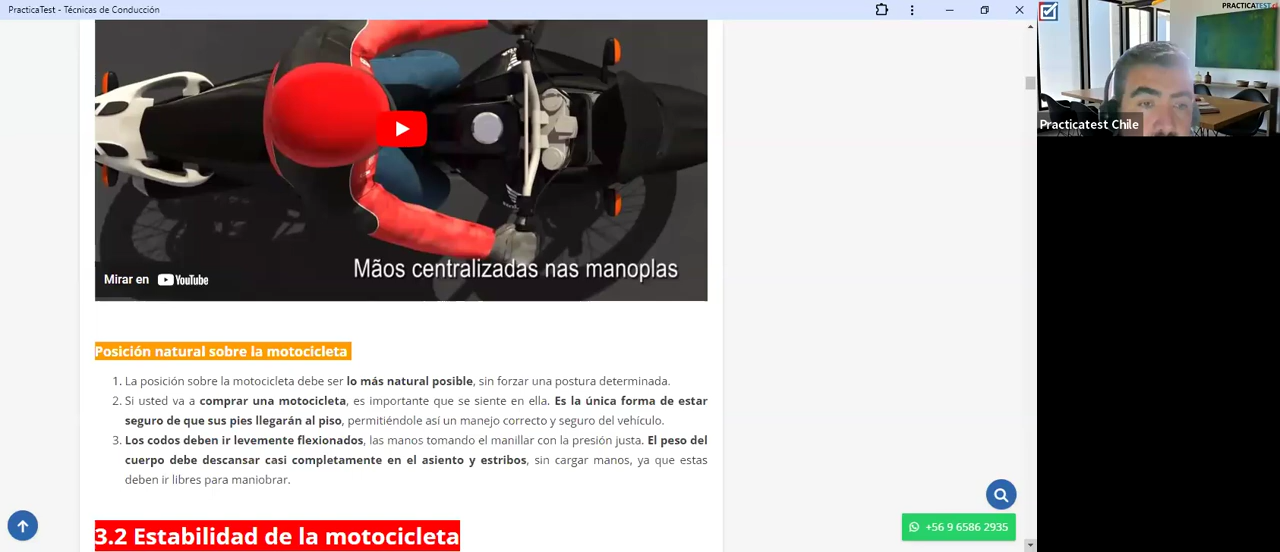 PracticaTest - Técnicas de Conducción
PRACTICATEST
Practicatest Chile
Mirar en YouTube
Mãos centralizadas nas manoplas
Posición natural sobre la motocicleta
1. La posición sobre la motocicleta debe ser lo más natural posible, sin forzar una postura determinada.
2. Si usted va a comprar una motocicleta, es importante que se siente en ella. Es la única forma de estar
seguro de que sus pies llegarán al piso, permitiéndole así un manejo correcto y seguro del vehículo.
3. Los codos deben ir levemente flexionados, las manos tomando el manillar con la presión justa. El peso del
cuerpo debe descansar casi completamente en el asiento y estribos, sin cargar manos, ya que estas
deben ir libres para maniobrar.
+56 9 6586 2935
3.2 Estabilidad de la motocicleta